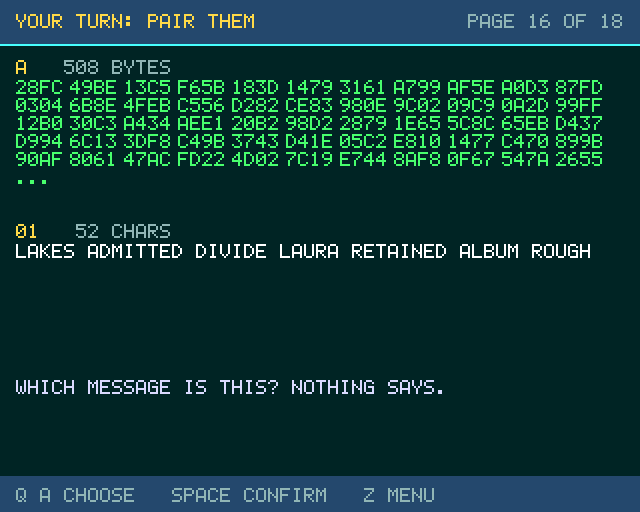 YOUR TURN: PAIR THEM PAGE 16 OF 18
A 508 BYTES
28FC 49BE 13C5 F65B 183D 1479 3161 A799 AF5E A0D3 87FD
0304 6B8E 4FEB C556 D282 CE83 980E 9C02 09C9 0A2D 99FF
12B0 30C3 A434 AEE1 20B2 98D2 2879 1E65 5C8C 65EB D437
D994 6C13 3DF8 C49B 3743 D41E 05C2 E810 1477 C470 899B
90AF 8061 47AC FD22 4D02 7C19 E744 8AF8 0F67 547A 2655
...
01 52 CHARS
LAKES ADMITTED DIVIDE LAURA RETAINED ALBUM ROUGH
WHICH MESSAGE IS THIS? NOTHING SAYS.
Q A CHOOSE SPACE CONFIRM Z MENU